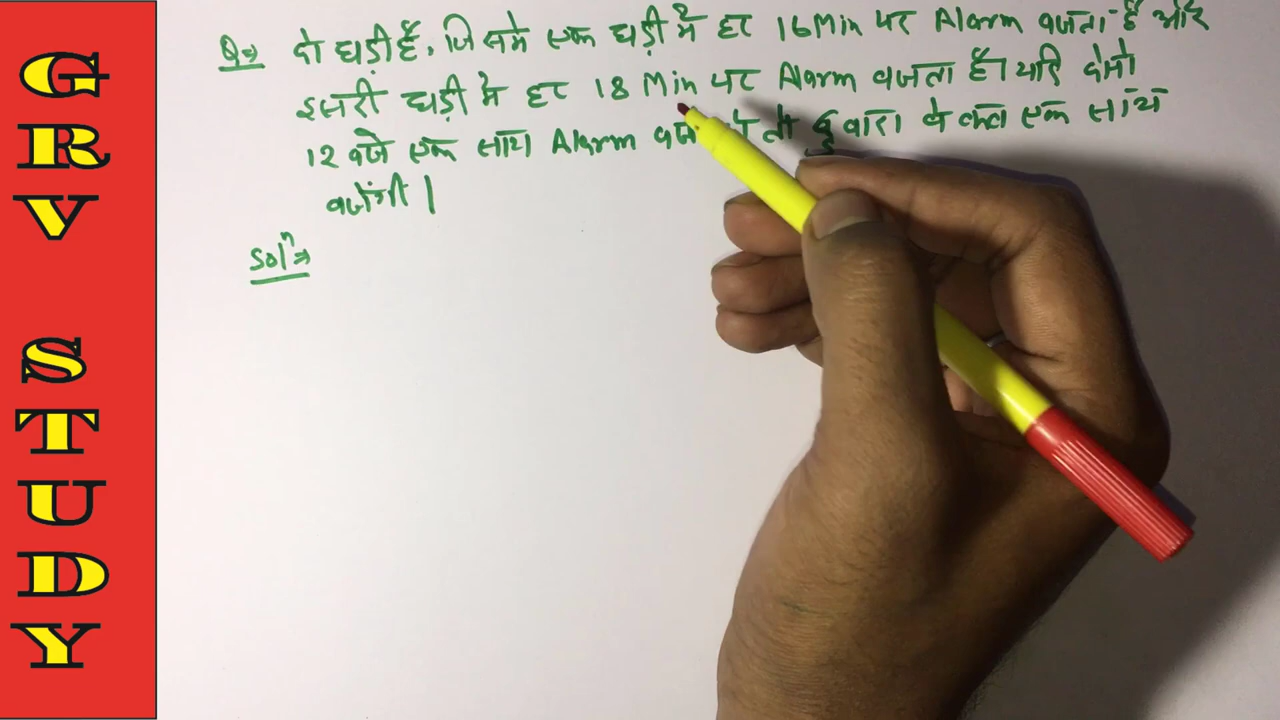 GRV STUDY
Q⇒ दो घड़ी हैं, जिसमे एक घड़ी में हर 16 Min पर Alarm बजता है और
दूसरी घड़ी में हर 18 Min पर Alarm बजता हैं। यदि दोनो
12 बजे एक साथ Alarm तो दुबारा वे कब एक साथ
बजेंगी |
Solⁿ⇒